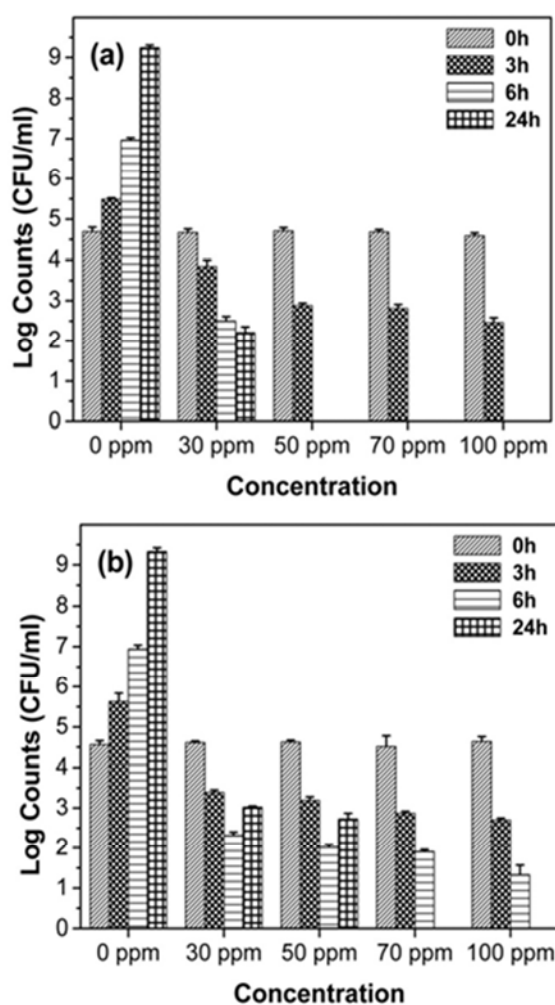 (a)
0h
3h
6h
24h
Log Counts (CFU/ml)
9
8
7
6
5
4
3
2
1
0
0 ppm 30 ppm 50 ppm 70 ppm 100 ppm
Concentration
(b)
0h
3h
6h
24h
Log Counts (CFU/ml)
9
8
7
6
5
4
3
2
1
0
0 ppm 30 ppm 50 ppm 70 ppm 100 ppm
Concentration